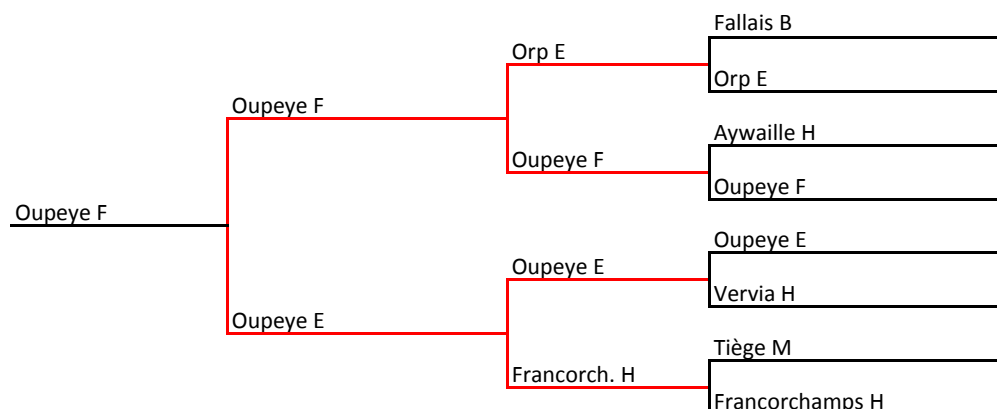 Fallais B
Orp E
Orp E
Oupeye F
Aywaille H
Oupeye F
Oupeye F
Oupeye F
Oupeye E
Oupeye E
Vervia H
Oupeye E
Tiège M
Francorch. H
Francorchamps H